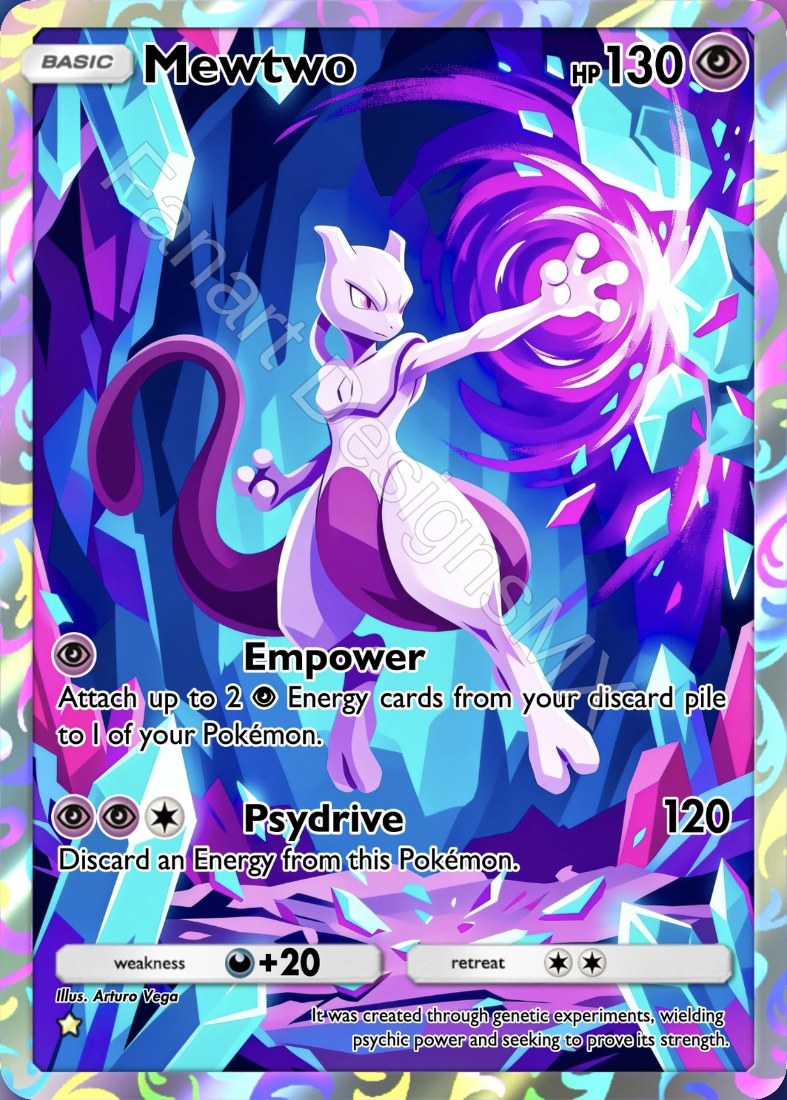 BASIC Mewtwo HP 130
Fanart DesignsMX
Empower
Attach up to 2 Energy cards from your discard pile
to 1 of your Pokémon.
Psydrive 120
Discard an Energy from this Pokémon.
weakness +20 retreat
Illus. Arturo Vega
It was created through genetic experiments, wielding
psychic power and seeking to prove its strength.